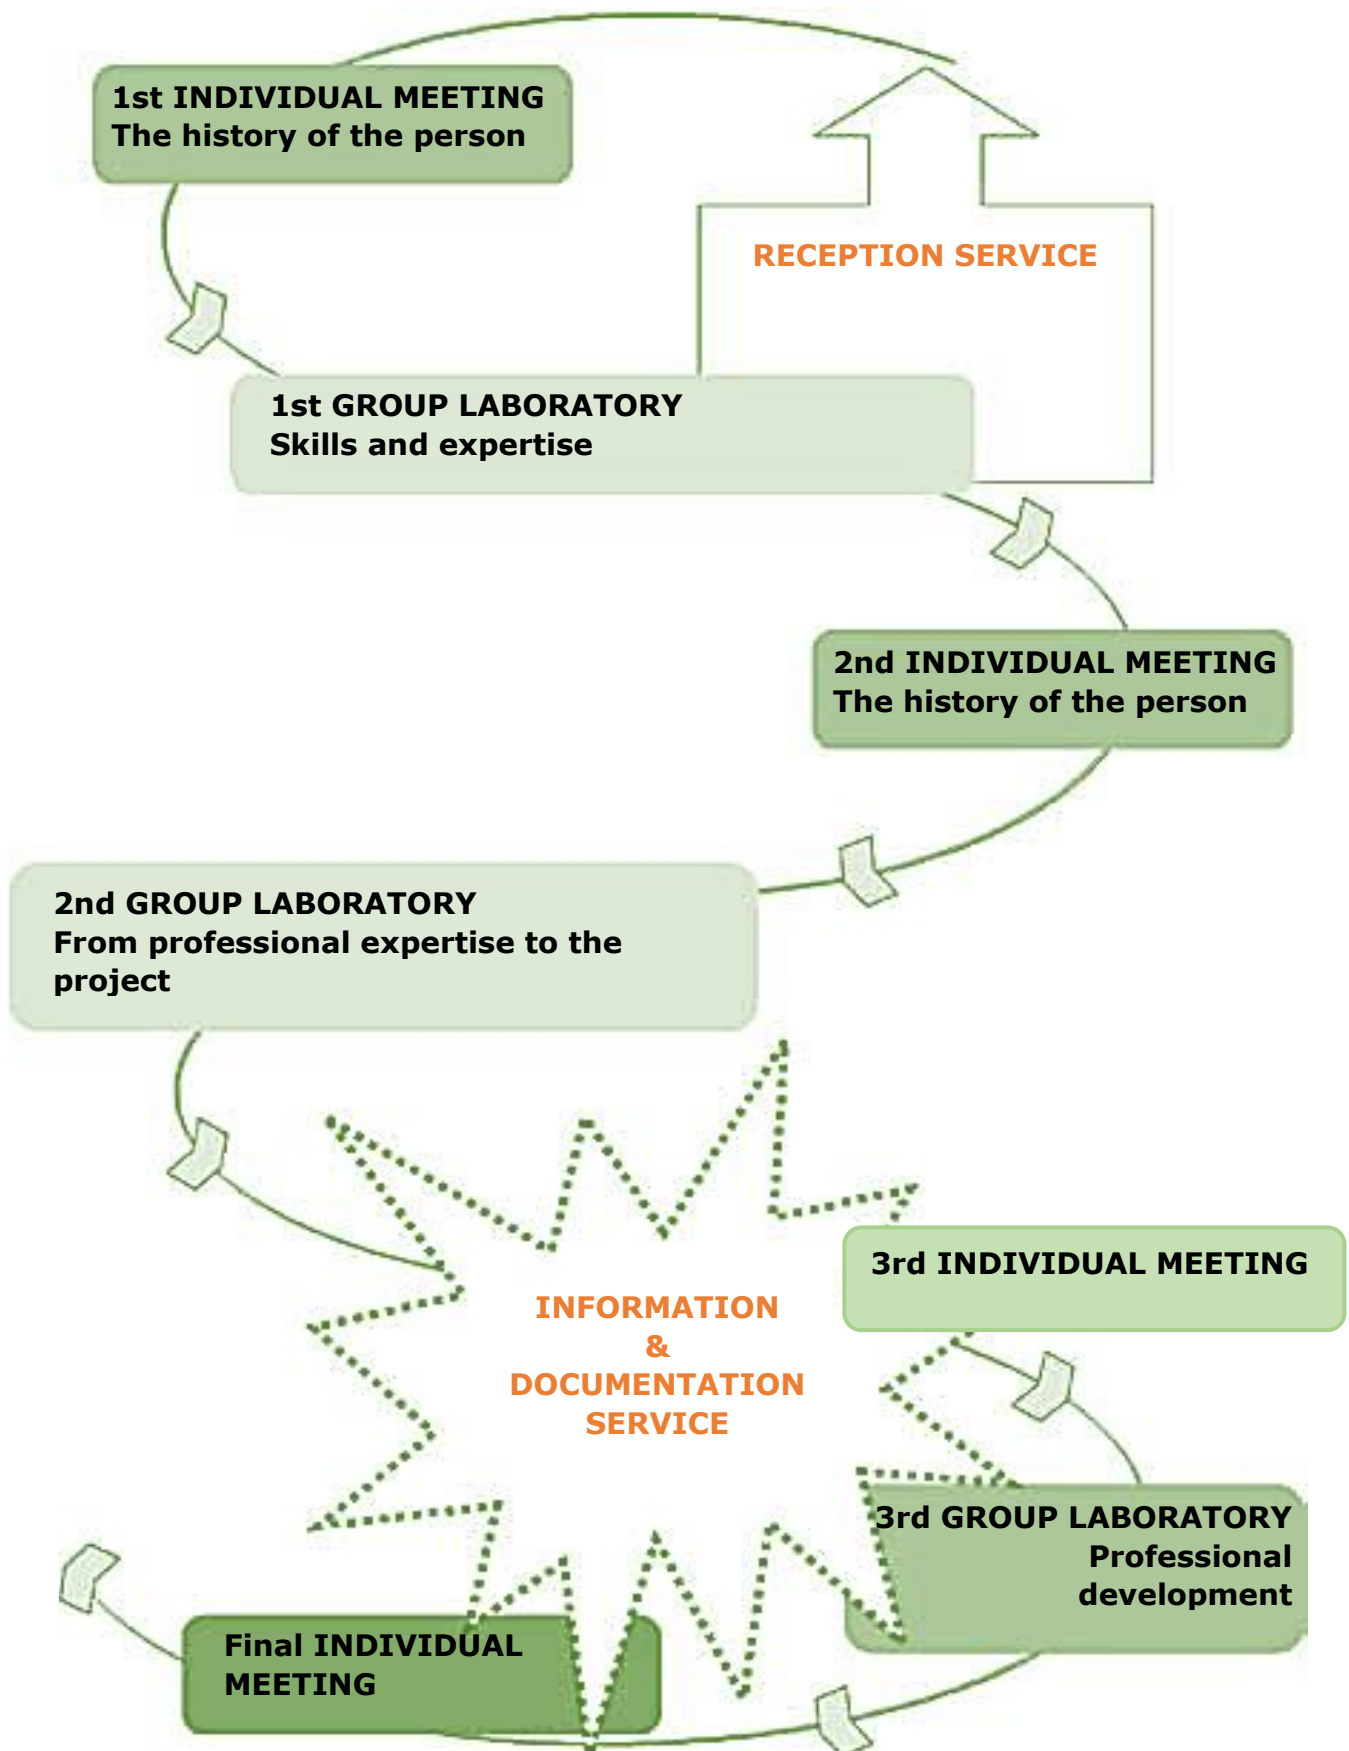 1st INDIVIDUAL MEETING
The history of the person
RECEPTION SERVICE
1st GROUP LABORATORY
Skills and expertise
2nd INDIVIDUAL MEETING
The history of the person
2nd GROUP LABORATORY
From professional expertise to the
project
3rd INDIVIDUAL MEETING
INFORMATION
&
DOCUMENTATION
SERVICE
3rd GROUP LABORATORY
Professional
development
Final INDIVIDUAL
MEETING